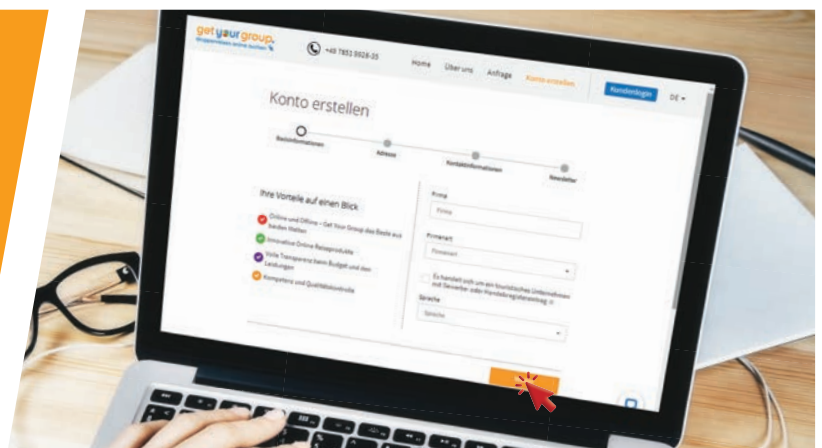 get your group.
Gruppenreisen online buchen
+49 7853 9928-35
Home
Über uns
Anfrage
Konto erstellen
Kundenlogin
DE
Konto erstellen
Basisinformationen
Adresse
Kontaktinformationen
Newsletter
Ihre Vorteile auf einen Blick
Online und Offline – Get Your Group das Beste aus
beiden Welten
Innovative Online Reiseprodukte
Volle Transparenz beim Budget und den
Leistungen
Kompetenz und Qualitätskontrolle
Firma
Firma
Firmenart
Firmenart
Es handelt sich um ein touristisches Unternehmen
mit Gewerbe- oder Handelsregistereintrag
Sprache
Sprache